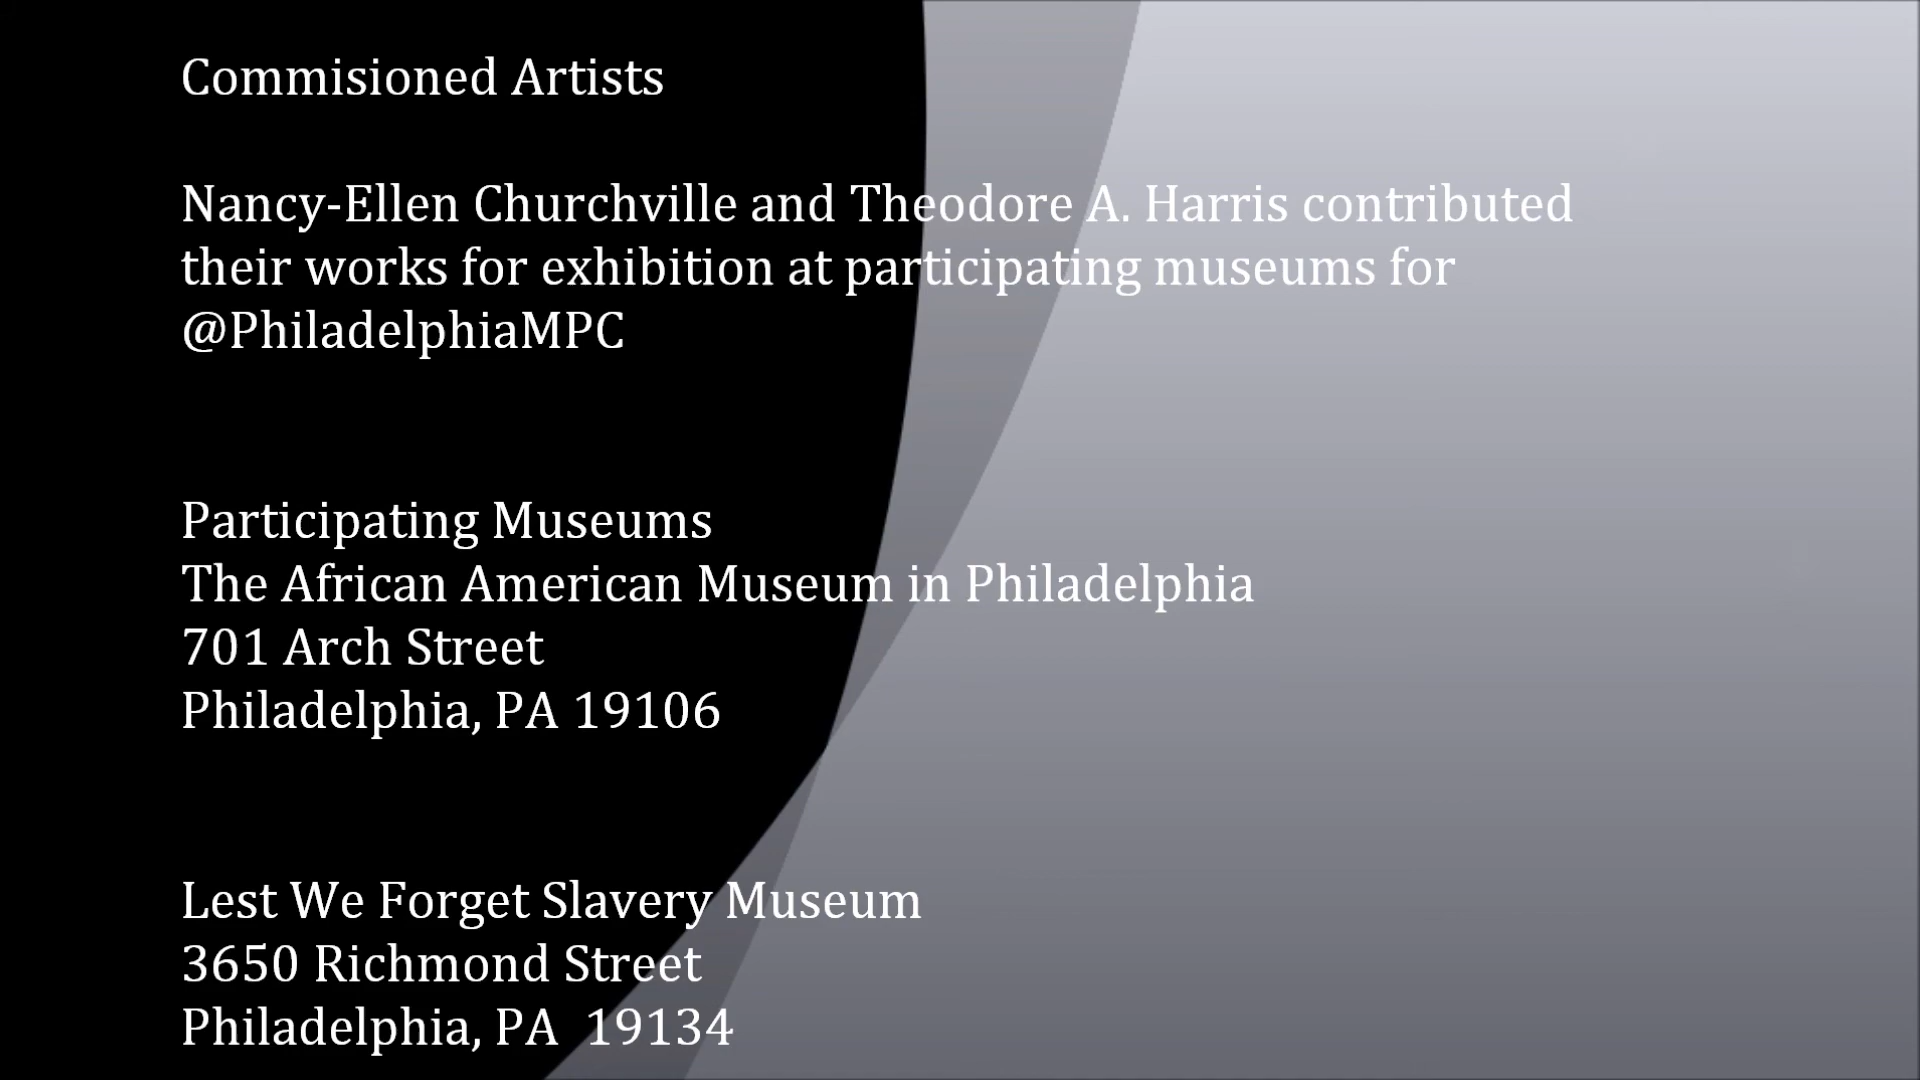 Commisioned Artists
Nancy-Ellen Churchville and Theodore A. Harris contributed
their works for exhibition at participating museums for
@PhiladelphiaMPC
Participating Museums
The African American Museum in Philadelphia
701 Arch Street
Philadelphia, PA 19106
Lest We Forget Slavery Museum
3650 Richmond Street
Philadelphia, PA  19134